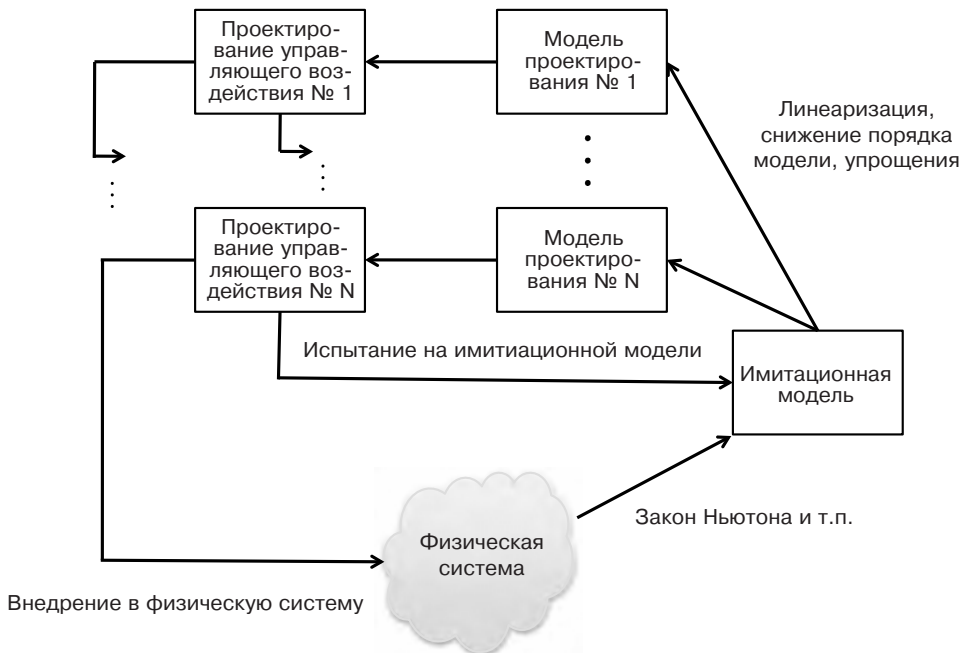 Проектиро-
вание управ-
ляющего воз-
действия № 1
Модель
проектиро-
вания № 1
Линеаризация,
снижение порядка
модели, упрощения
Проектиро-
вание управ-
ляющего воз-
действия № N
Модель
проектиро-
вания № N
Испытание на имитиационной модели
Имитационная
модель
Физическая
система
Закон Ньютона и т.п.
Внедрение в физическую систему